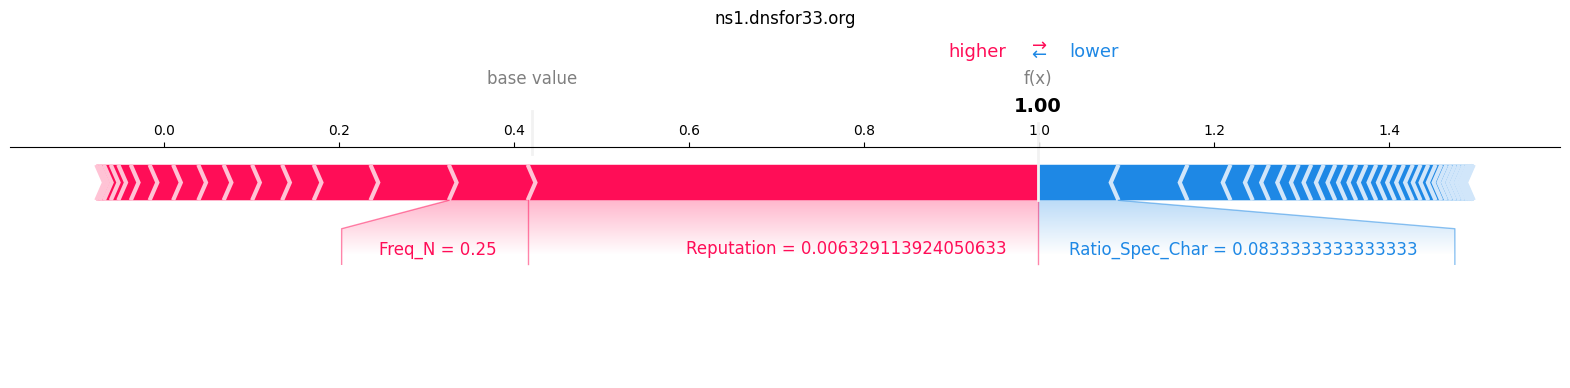 ns1.dnsfor33.org
higher → lower
←
base value f(x)
1.00
0.0 0.2 0.4 0.6 0.8 1.0 1.2 1.4
Freq_N = 0.25 Reputation = 0.006329113924050633 Ratio_Spec_Char = 0.0833333333333333